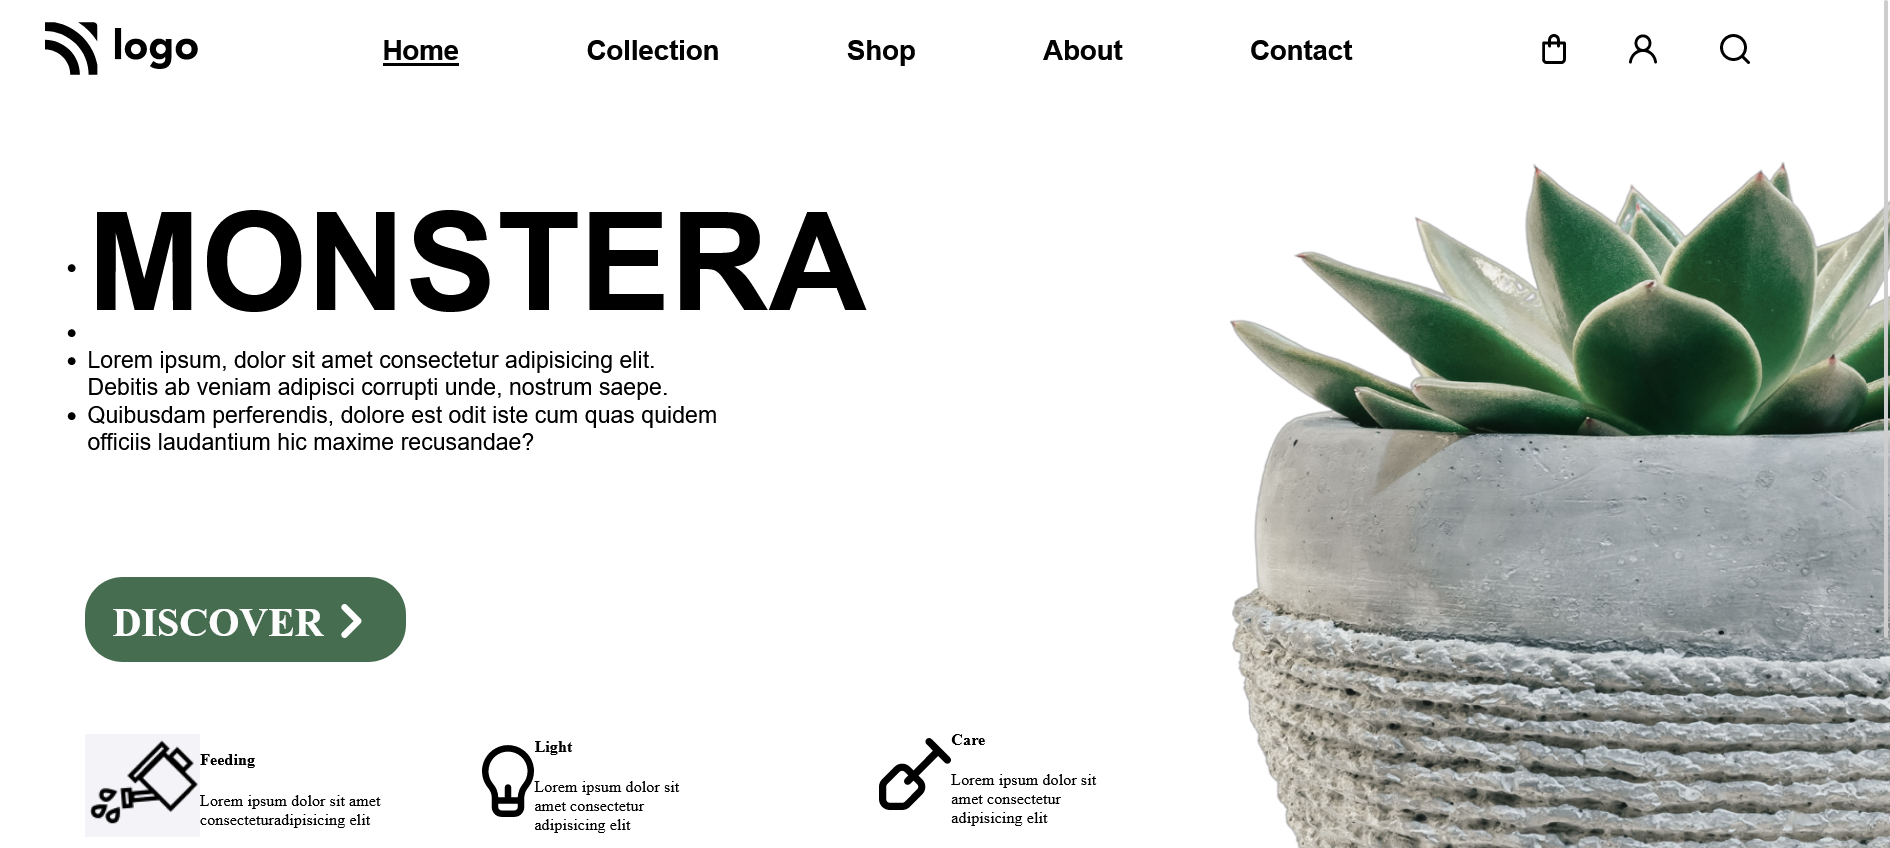 logo
Home Collection Shop About Contact
MONSTERA
Lorem ipsum, dolor sit amet consectetur adipisicing elit.
Debitis ab veniam adipisci corrupti unde, nostrum saepe.
Quibusdam perferendis, dolore est odit iste cum quas quidem
officiis laudantium hic maxime recusandae?
DISCOVER
Feeding
Lorem ipsum dolor sit amet
consecteturadipisicing elit
Light
Lorem ipsum dolor sit
amet consectetur
adipisicing elit
Care
Lorem ipsum dolor sit
amet consectetur
adipisicing elit